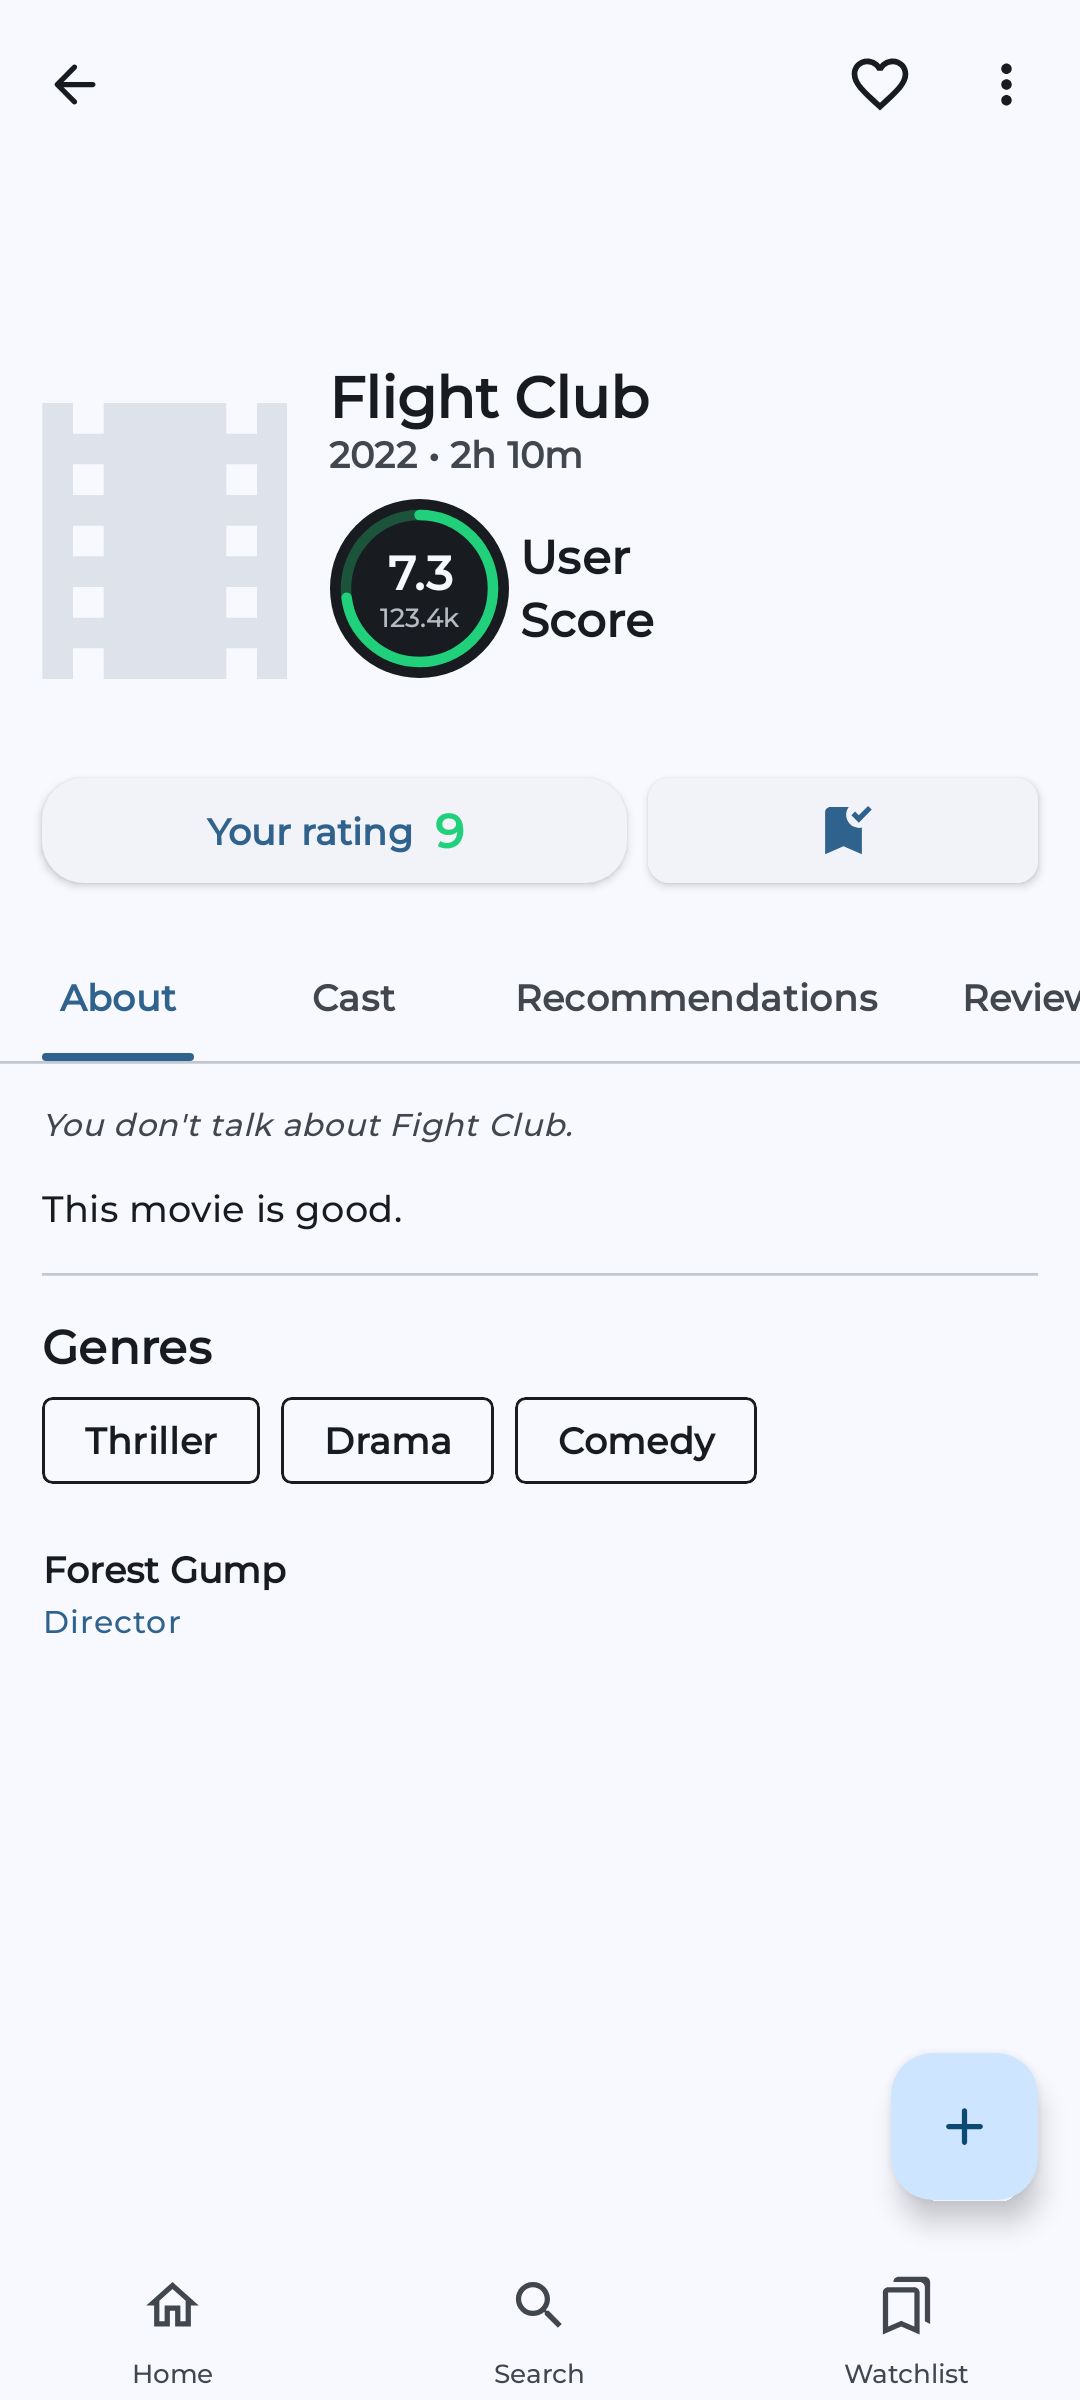 Flight Club
2022 • 2h 10m
7.3
123.4k
User
Score
Your rating 9
About Cast Recommendations Review
You don't talk about Fight Club.
This movie is good.
Genres
Thriller Drama Comedy
Forest Gump
Director
Home Search Watchlist